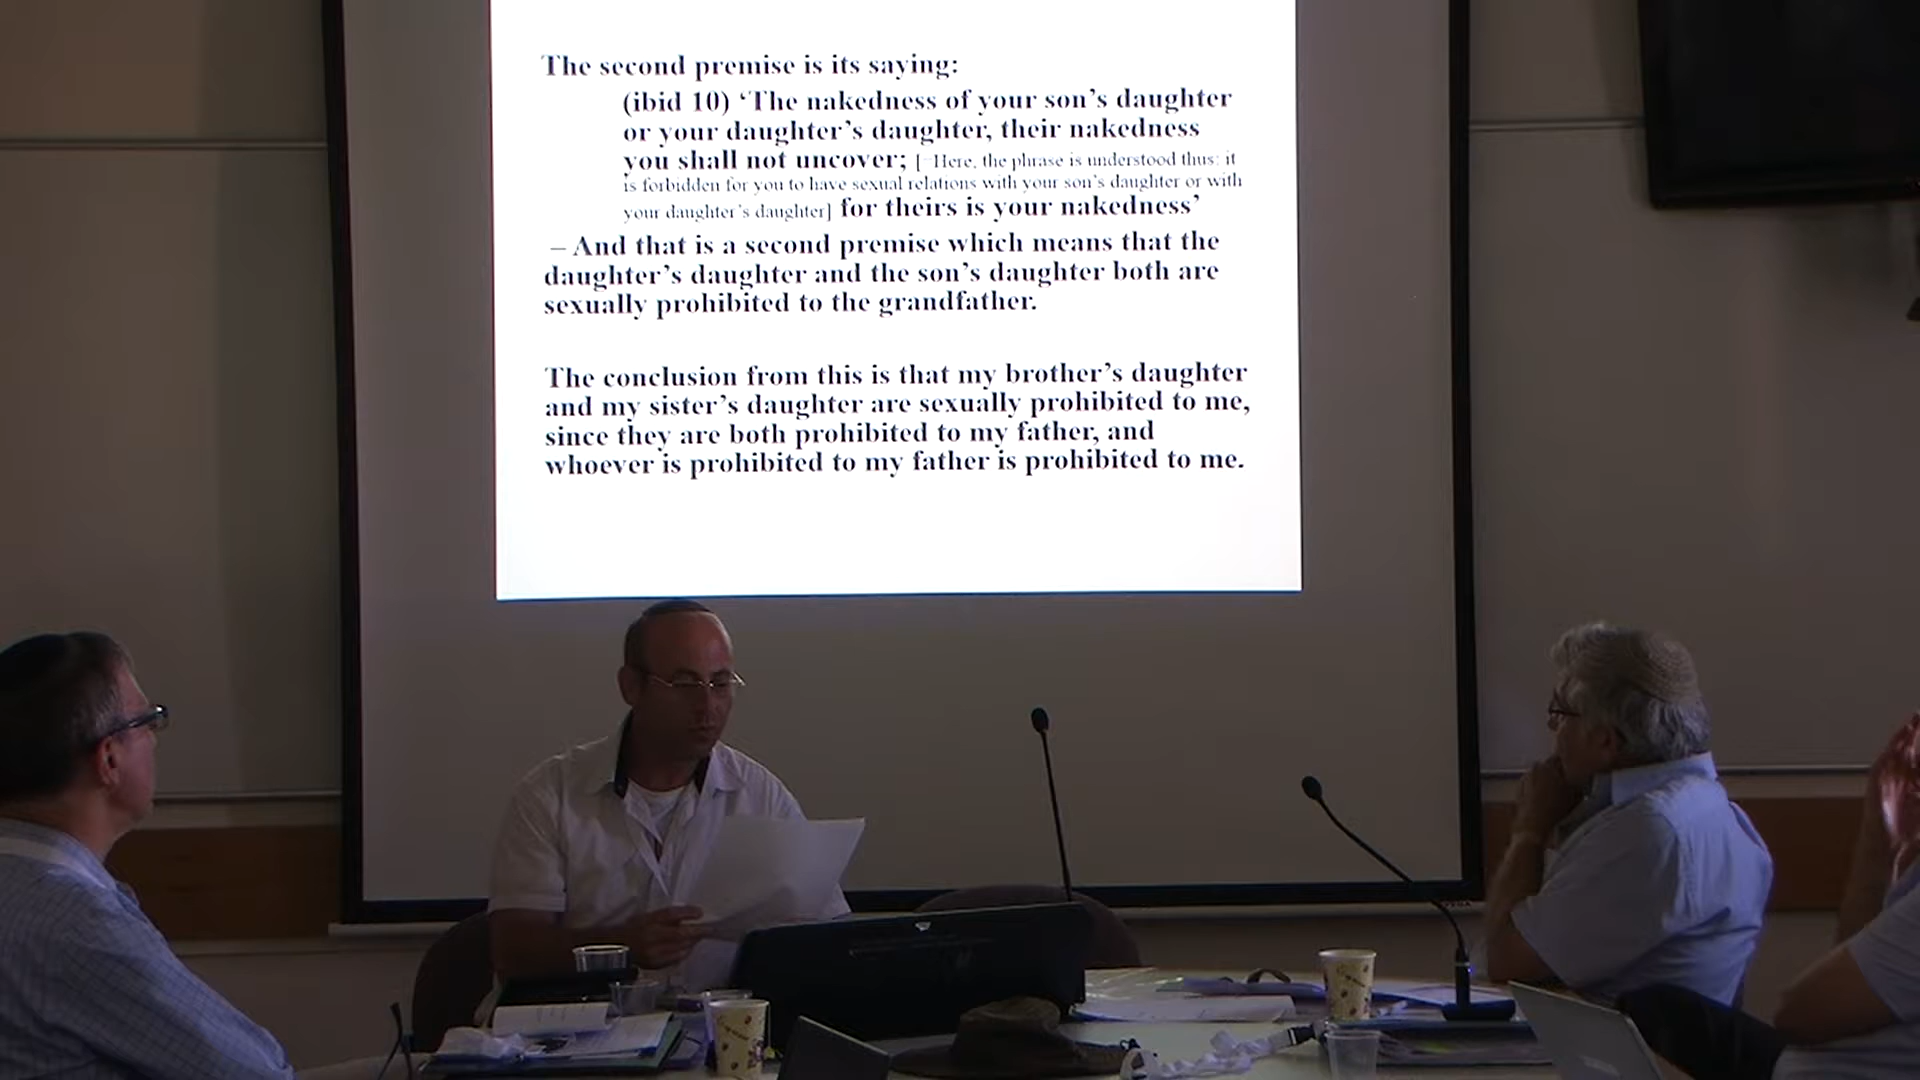 The second premise is its saying:
(ibid 10) ‘The nakedness of your son’s daughter
or your daughter’s daughter, their nakedness
you shall not uncover; [=Here, the phrase is understood thus: it
is forbidden for you to have sexual relations with your son’s daughter or with
your daughter’s daughter] for theirs is your nakedness’
– And that is a second premise which means that the
daughter’s daughter and the son’s daughter both are
sexually prohibited to the grandfather.
The conclusion from this is that my brother’s daughter
and my sister’s daughter are sexually prohibited to me,
since they are both prohibited to my father, and
whoever is prohibited to my father is prohibited to me.